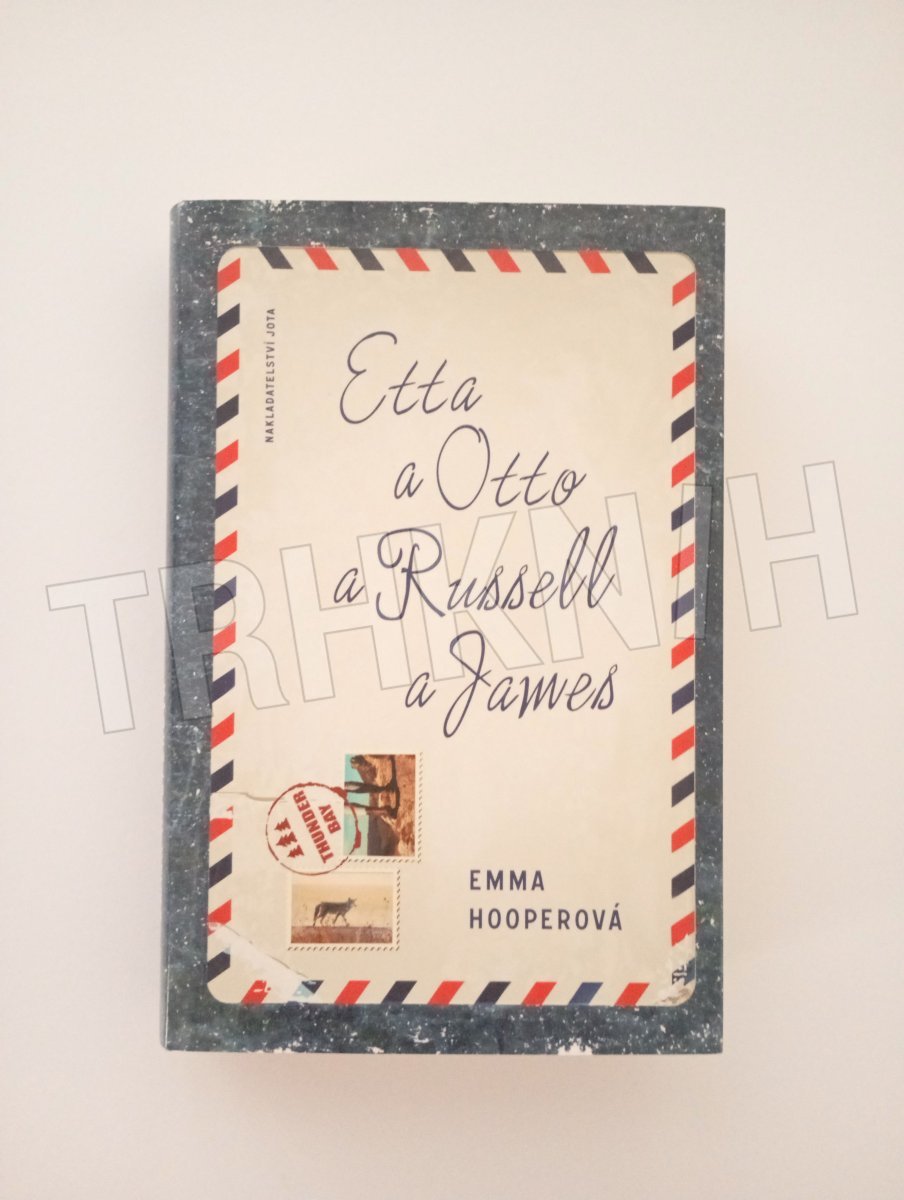 NAKLADATELSTVÍ JOTA
Etta
a Otto
a Russell
a James
THUNDER
BAY
EMMA
HOOPEROVÁ
TRHKNIH